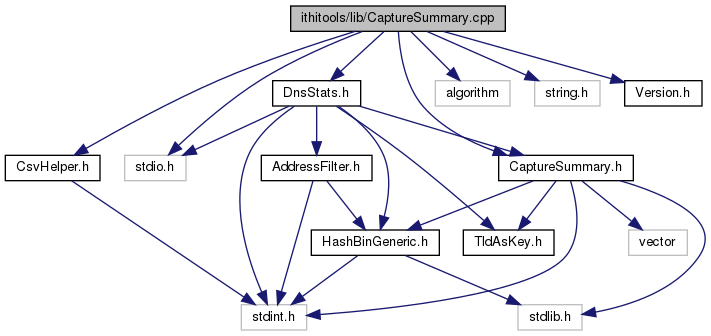 ithitools/lib/CaptureSummary.cpp
DnsStats.h
algorithm
string.h
Version.h
CsvHelper.h
stdio.h
AddressFilter.h
CaptureSummary.h
HashBinGeneric.h
TldAsKey.h
vector
stdint.h
stdlib.h